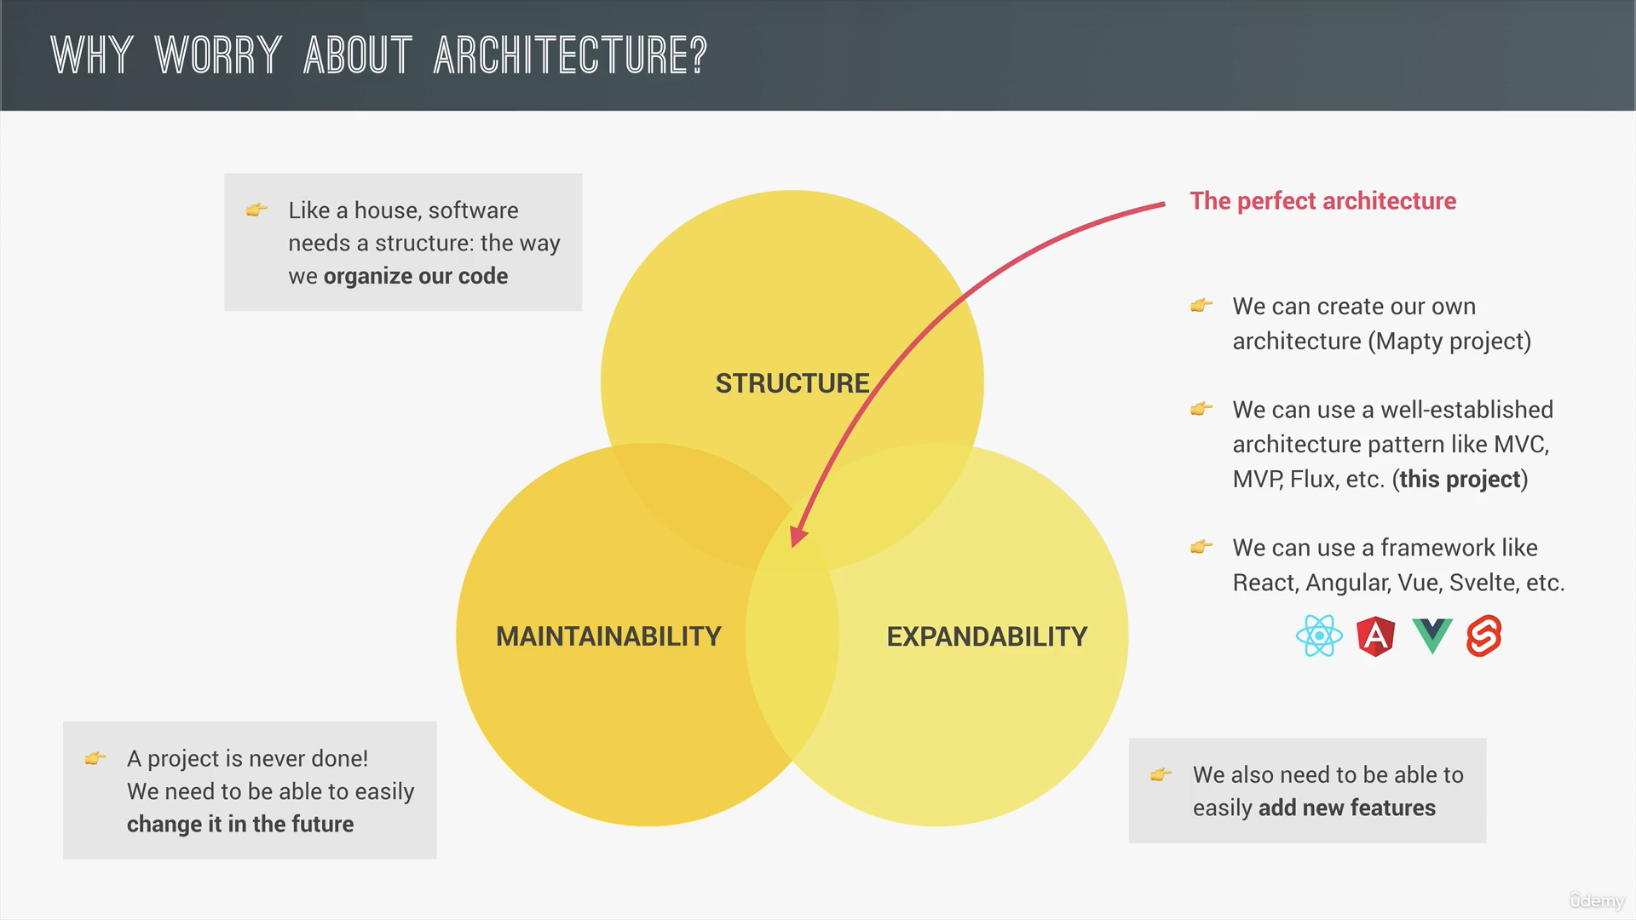 WHY WORRY ABOUT ARCHITECTURE?
Like a house, software
needs a structure: the way
we organize our code
STRUCTURE
MAINTAINABILITY
EXPANDABILITY
A project is never done!
We need to be able to easily
change it in the future
The perfect architecture
We can create our own
architecture (Mapty project)
We can use a well-established
architecture pattern like MVC,
MVP, Flux, etc. (this project)
We can use a framework like
React, Angular, Vue, Svelte, etc.
We also need to be able to
easily add new features
ûdemy